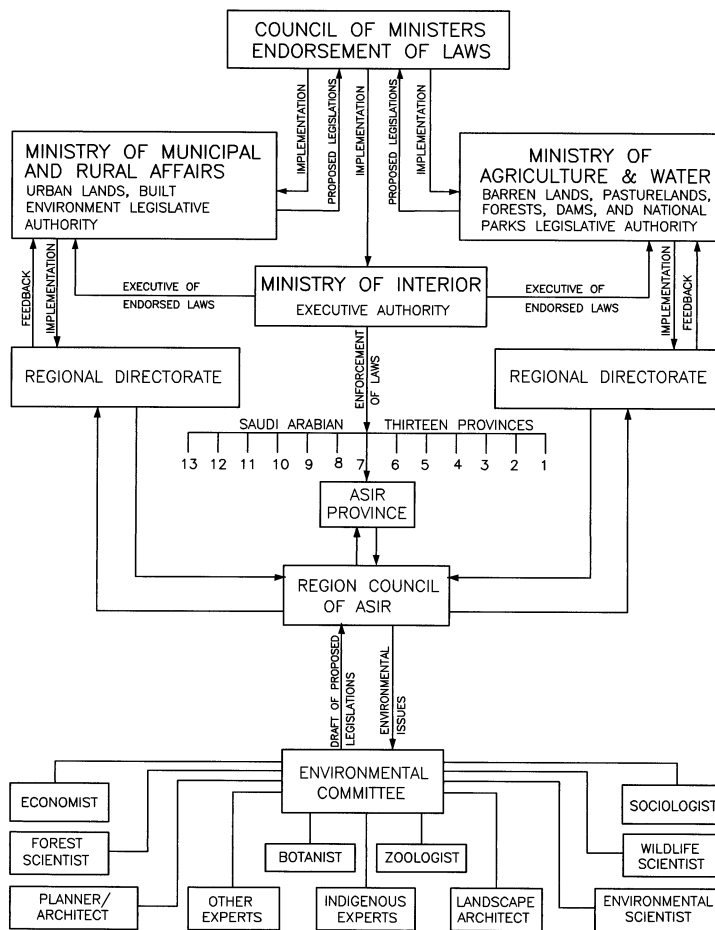 COUNCIL OF MINISTERS
ENDORSEMENT OF LAWS
IMPLEMENTATION
PROPOSED LEGISLATIONS
IMPLEMENTATION
PROPOSED LEGISLATIONS
IMPLEMENTATION
MINISTRY OF MUNICIPAL
AND RURAL AFFAIRS
URBAN LANDS, BUILT
ENVIRONMENT LEGISLATIVE
AUTHORITY
MINISTRY OF
AGRICULTURE & WATER
BARREN LANDS, PASTURELANDS,
FORESTS, DAMS, AND NATIONAL
PARKS LEGISLATIVE AUTHORITY
FEEDBACK
IMPLEMENTATION
EXECUTIVE OF
ENDORSED LAWS
MINISTRY OF INTERIOR
EXECUTIVE AUTHORITY
EXECUTIVE OF
ENDORSED LAWS
IMPLEMENTATION
FEEDBACK
REGIONAL DIRECTORATE
ENFORCEMENT
OF LAWS
REGIONAL DIRECTORATE
SAUDI ARABIAN THIRTEEN PROVINCES
13 12 11 10 9 8 7 6 5 4 3 2 1
ASIR
PROVINCE
REGION COUNCIL
OF ASIR
DRAFT OF PROPOSED
LEGISLATIONS
ENVIRONMENTAL
ISSUES
ENVIRONMENTAL
COMMITTEE
ECONOMIST
SOCIOLOGIST
FOREST
SCIENTIST
BOTANIST
ZOOLOGIST
WILDLIFE
SCIENTIST
PLANNER/
ARCHITECT
OTHER
EXPERTS
INDIGENOUS
EXPERTS
LANDSCAPE
ARCHITECT
ENVIRONMENTAL
SCIENTIST